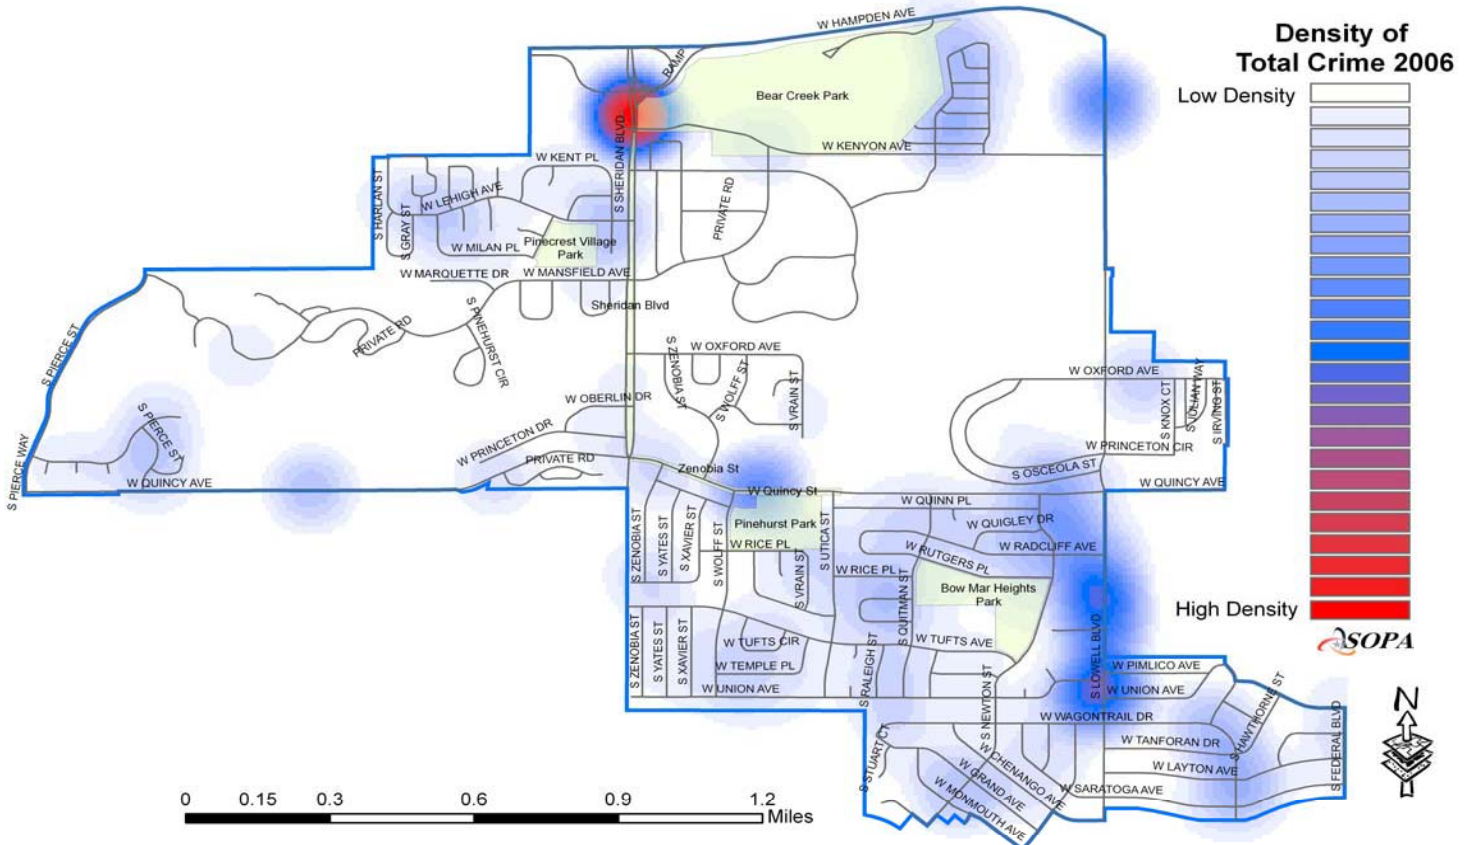 W HAMPDEN AVE
RAMP
Bear Creek Park
W KENYON AVE
S SHERIDAN BLVD
W KENT PL
S HARLAN ST
W LEHIGH AVE
S GRAY ST
PRIVATE RD
W MILAN PL
Pinecrest Village
Park
W MARQUETTE DR
W MANSFIELD AVE
Sheridan Blvd
S PINEHURST CIR
PRIVATE RD
S PIERCE ST
W OXFORD AVE
S ZENOBIA ST
S WOLFF ST
S VRAIN ST
W OXFORD AVE
S KNOX CT
S JULIAN WAY
S IRVING ST
W OBERLIN DR
W PRINCETON DR
PRIVATE RD
S PIERCE ST
S PIERCE WAY
W QUINCY AVE
W PRINCETON CIR
S OSCEOLA ST
W QUINCY AVE
Zenobia St
W Quincy St
W QUINN PL
Pinehurst Park
W QUIGLEY DR
W RICE PL
W RADCLIFF AVE
W RUTGERS PL
S ZENOBIA ST
S YATES ST
S XAVIER ST
S WOLFF ST
S VRAIN ST
S UTICA ST
W RICE PL
S QUITMAN ST
Bow Mar Heights
Park
S ZENOBIA ST
S YATES ST
S XAVIER ST
W TUFTS CIR
W TEMPLE PL
W UNION AVE
W TUFTS AVE
S RALEIGH ST
S NEWTON ST
S LOWELL BLVD
W PIMLICO AVE
W UNION AVE
W WAGONTRAIL DR
S HAWTHORNE ST
S FEDERAL BLVD
W TANFORAN DR
W LAYTON AVE
W SARATOGA AVE
S STUART CT
W CHENANGO AVE
W GRAND AVE
W MONMOUTH AVE
Density of
Total Crime 2006
Low Density
High Density
SOPA
N
0 0.15 0.3 0.6 0.9 1.2
Miles